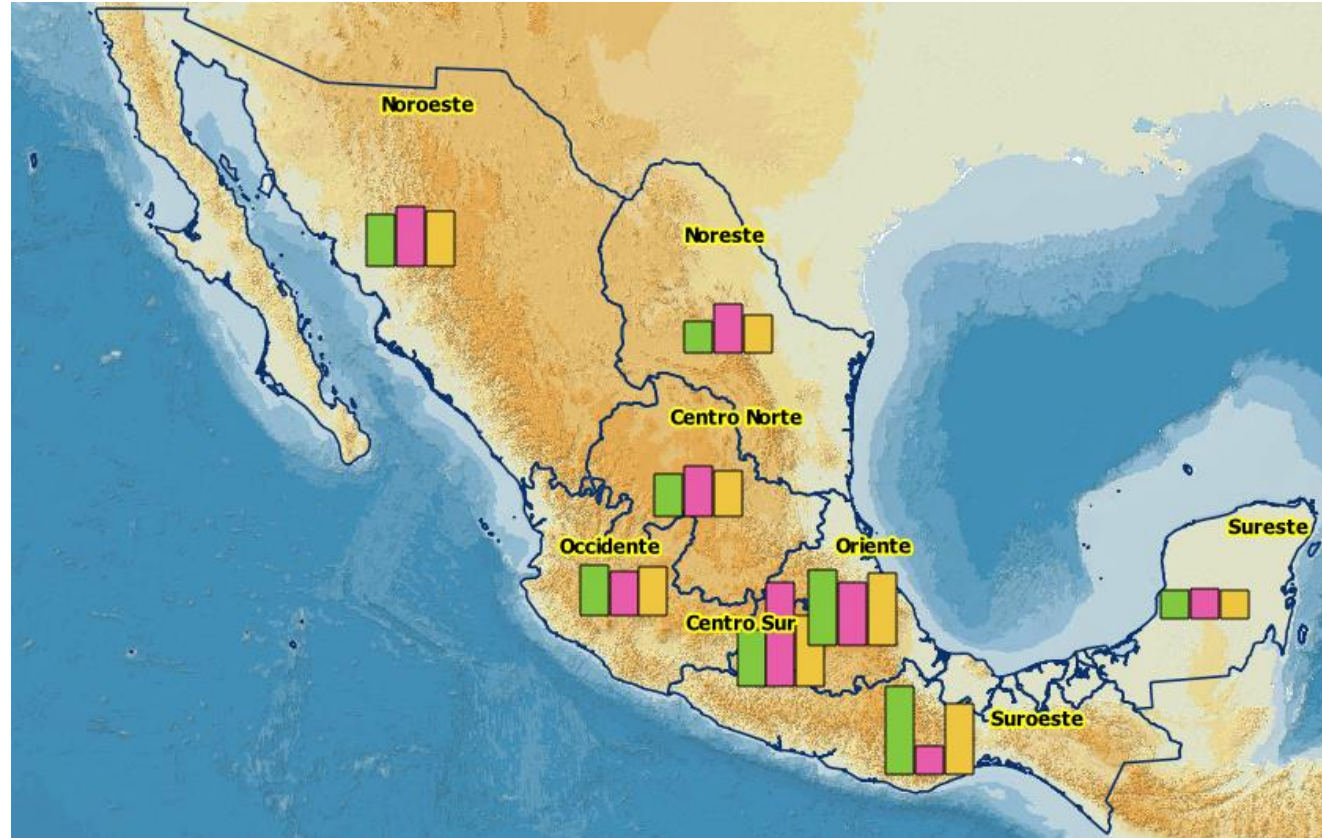 Noroeste
Noreste
Centro Norte
Occidente
Oriente
Sureste
Centro Sur
Suroeste